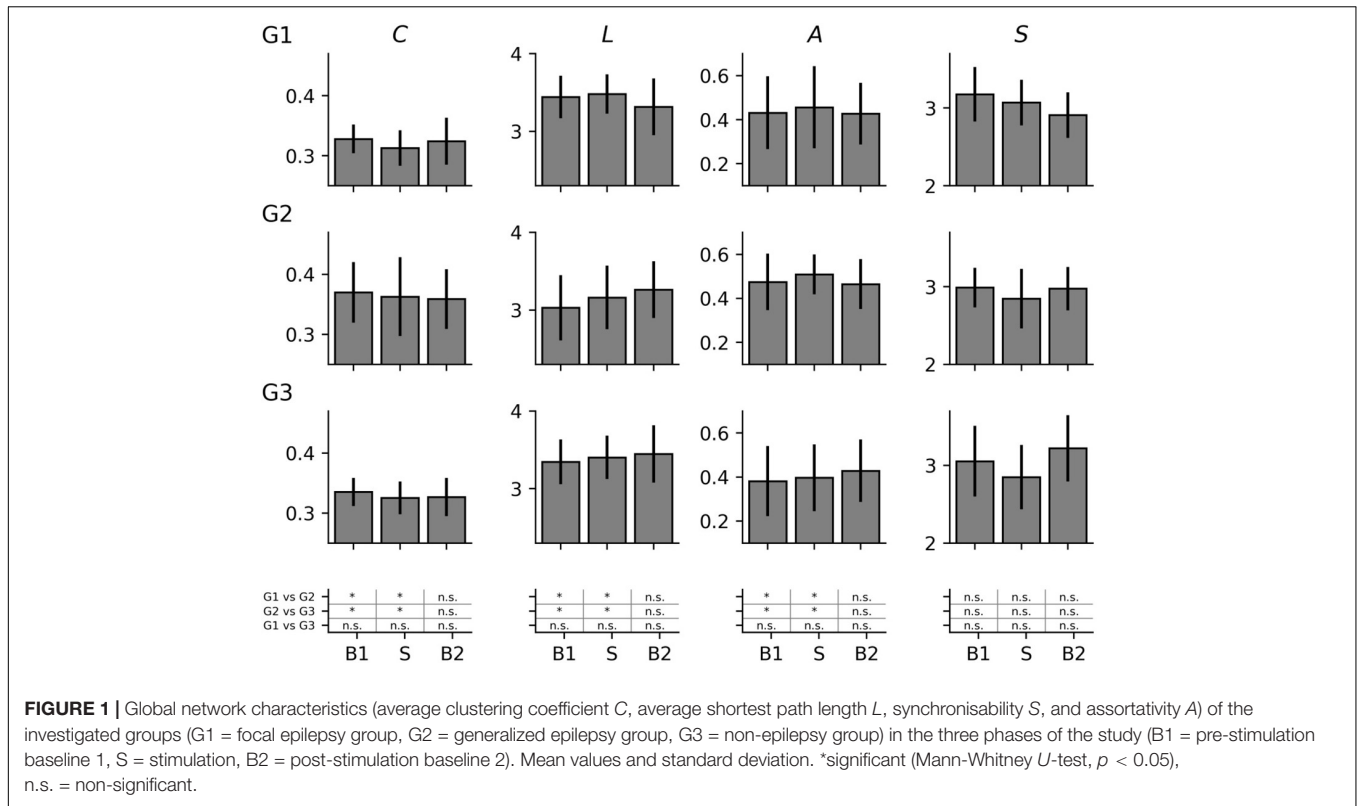 G1 C L A S
0.4
0.3
4
3
0.6
0.4
0.2
3
2
G2
0.4
0.3
4
3
0.6
0.4
0.2
3
2
G3
0.4
0.3
4
3
0.6
0.4
0.2
3
2
G1 vs G2 * * n.s. * * n.s. * * n.s. n.s. n.s. n.s.
G2 vs G3 * * n.s. * * n.s. * * n.s. n.s. n.s. n.s.
G1 vs G3 n.s. n.s. n.s. n.s. n.s. n.s. n.s. n.s. n.s. n.s. n.s. n.s.
B1 S B2 B1 S B2 B1 S B2 B1 S B2
FIGURE 1 | Global network characteristics (average clustering coefficient C, average shortest path length L, synchronisability S, and assortativity A) of the
investigated groups (G1 = focal epilepsy group, G2 = generalized epilepsy group, G3 = non-epilepsy group) in the three phases of the study (B1 = pre-stimulation
baseline 1, S = stimulation, B2 = post-stimulation baseline 2). Mean values and standard deviation. *significant (Mann-Whitney U-test, p < 0.05),
n.s. = non-significant.